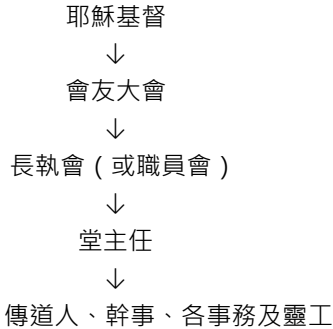 耶穌基督
↓
會友大會
↓
長執會（或職員會）
↓
堂主任
↓
傳道人、幹事、各事務及靈工